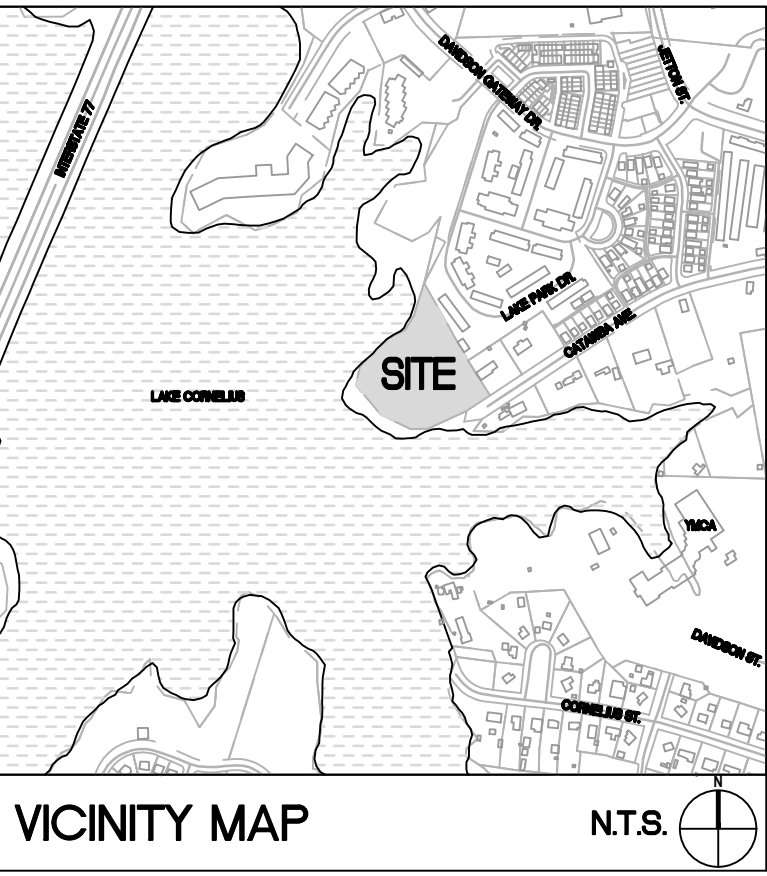 DAVIDSON GATEWAY DR.
JETTON ST.
INTERSTATE 77
LAKE PARK DR.
CATAWBA AVE
SITE
LAKE CORNELIUS
YMCA
DAVIDSON ST.
CORNELIUS ST.
VICINITY MAP
N.T.S.
N